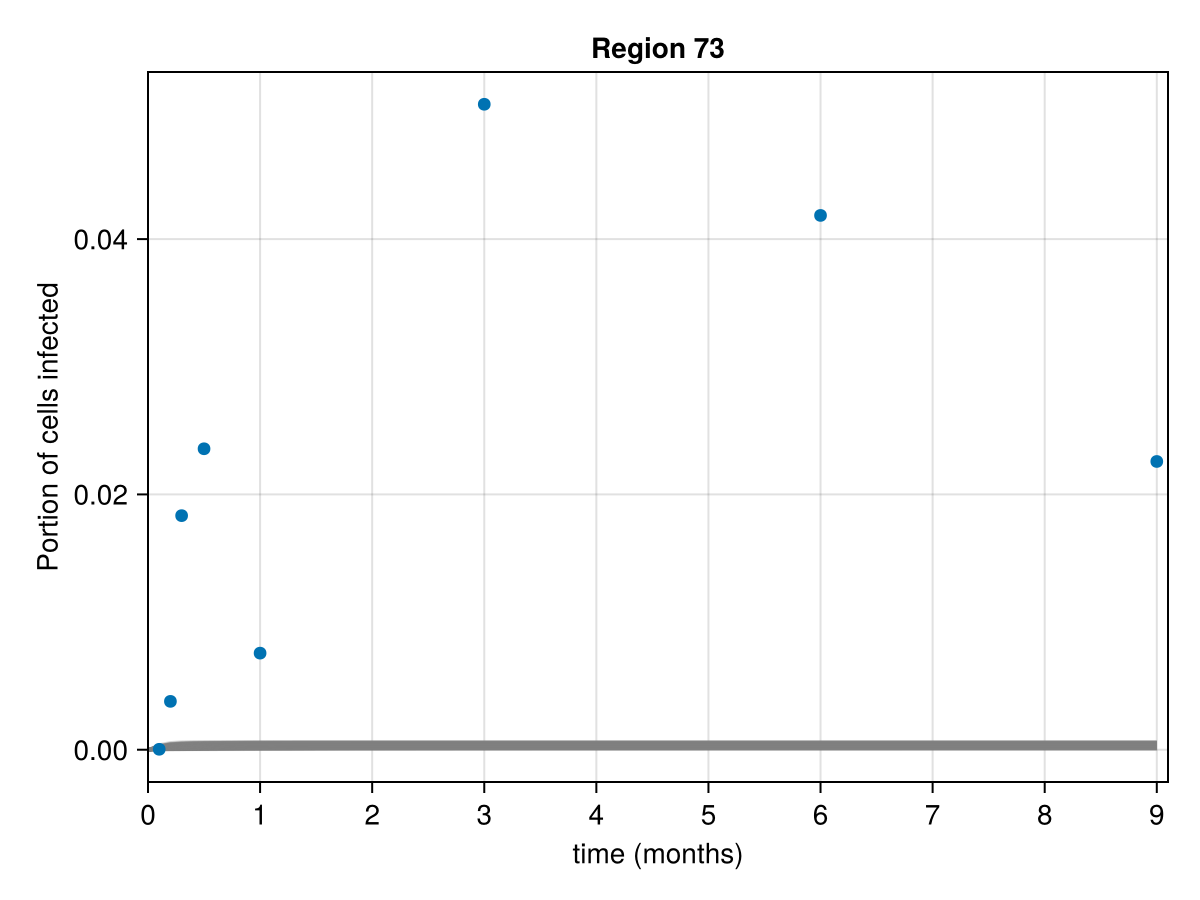 Region 73
Portion of cells infected
0.04
0.02
0.00
0 1 2 3 4 5 6 7 8 9
time (months)